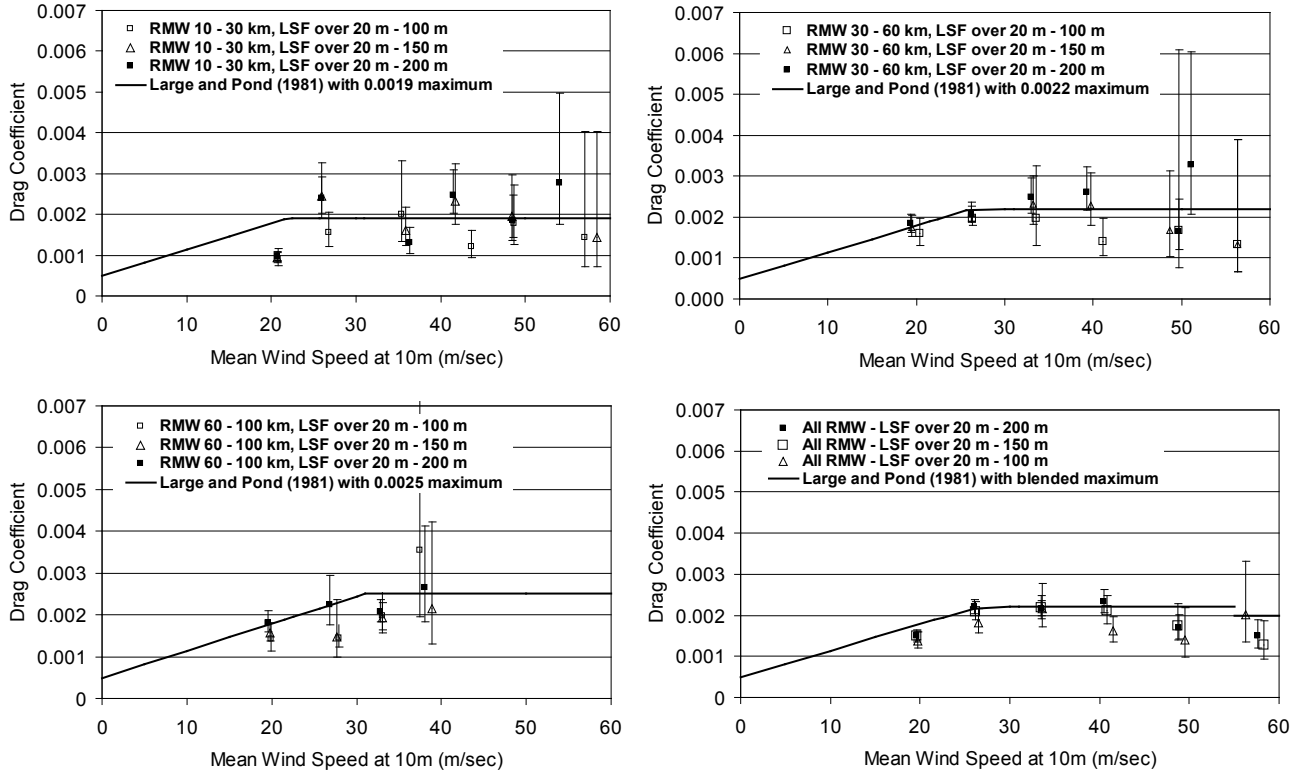 0.007
0.006
0.005
0.004
0.003
0.002
0.001
0
Drag Coefficient
RMW 10 - 30 km, LSF over 20 m - 100 m
RMW 10 - 30 km, LSF over 20 m - 150 m
RMW 10 - 30 km, LSF over 20 m - 200 m
Large and Pond (1981) with 0.0019 maximum
0 20 30 40 50 60
Mean Wind Speed at 10m (m/sec)
0.007
0.006
0.005
0.004
0.003
0.002
0.001
0.000
Drag Coefficient
RMW 30 - 60 km, LSF over 20 m - 100 m
RMW 30 - 60 km, LSF over 20 m - 150 m
RMW 30 - 60 km, LSF over 20 m - 200 m
Large and Pond (1981) with 0.0022 maximum
0 20 30 40 50 60
Mean Wind Speed at 10m (m/sec)
0.007
0.006
0.005
0.004
0.003
0.002
0.001
0
Drag Coefficient
RMW 60 - 100 km, LSF over 20 m - 100 m
RMW 60 - 100 km, LSF over 20 m - 150 m
RMW 60 - 100 km, LSF over 20 m - 200 m
Large and Pond (1981) with 0.0025 maximum
0 20 30 40 50 60
Mean Wind Speed at 10m (m/sec)
0.007
0.006
0.005
0.004
0.003
0.002
0.001
0
Drag Coefficient
All RMW - LSF over 20 m - 200 m
All RMW - LSF over 20 m - 150 m
All RMW - LSF over 20 m - 100 m
Large and Pond (1981) with blended maximum
0 20 30 40 50 60
Mean Wind Speed at 10m (m/sec)